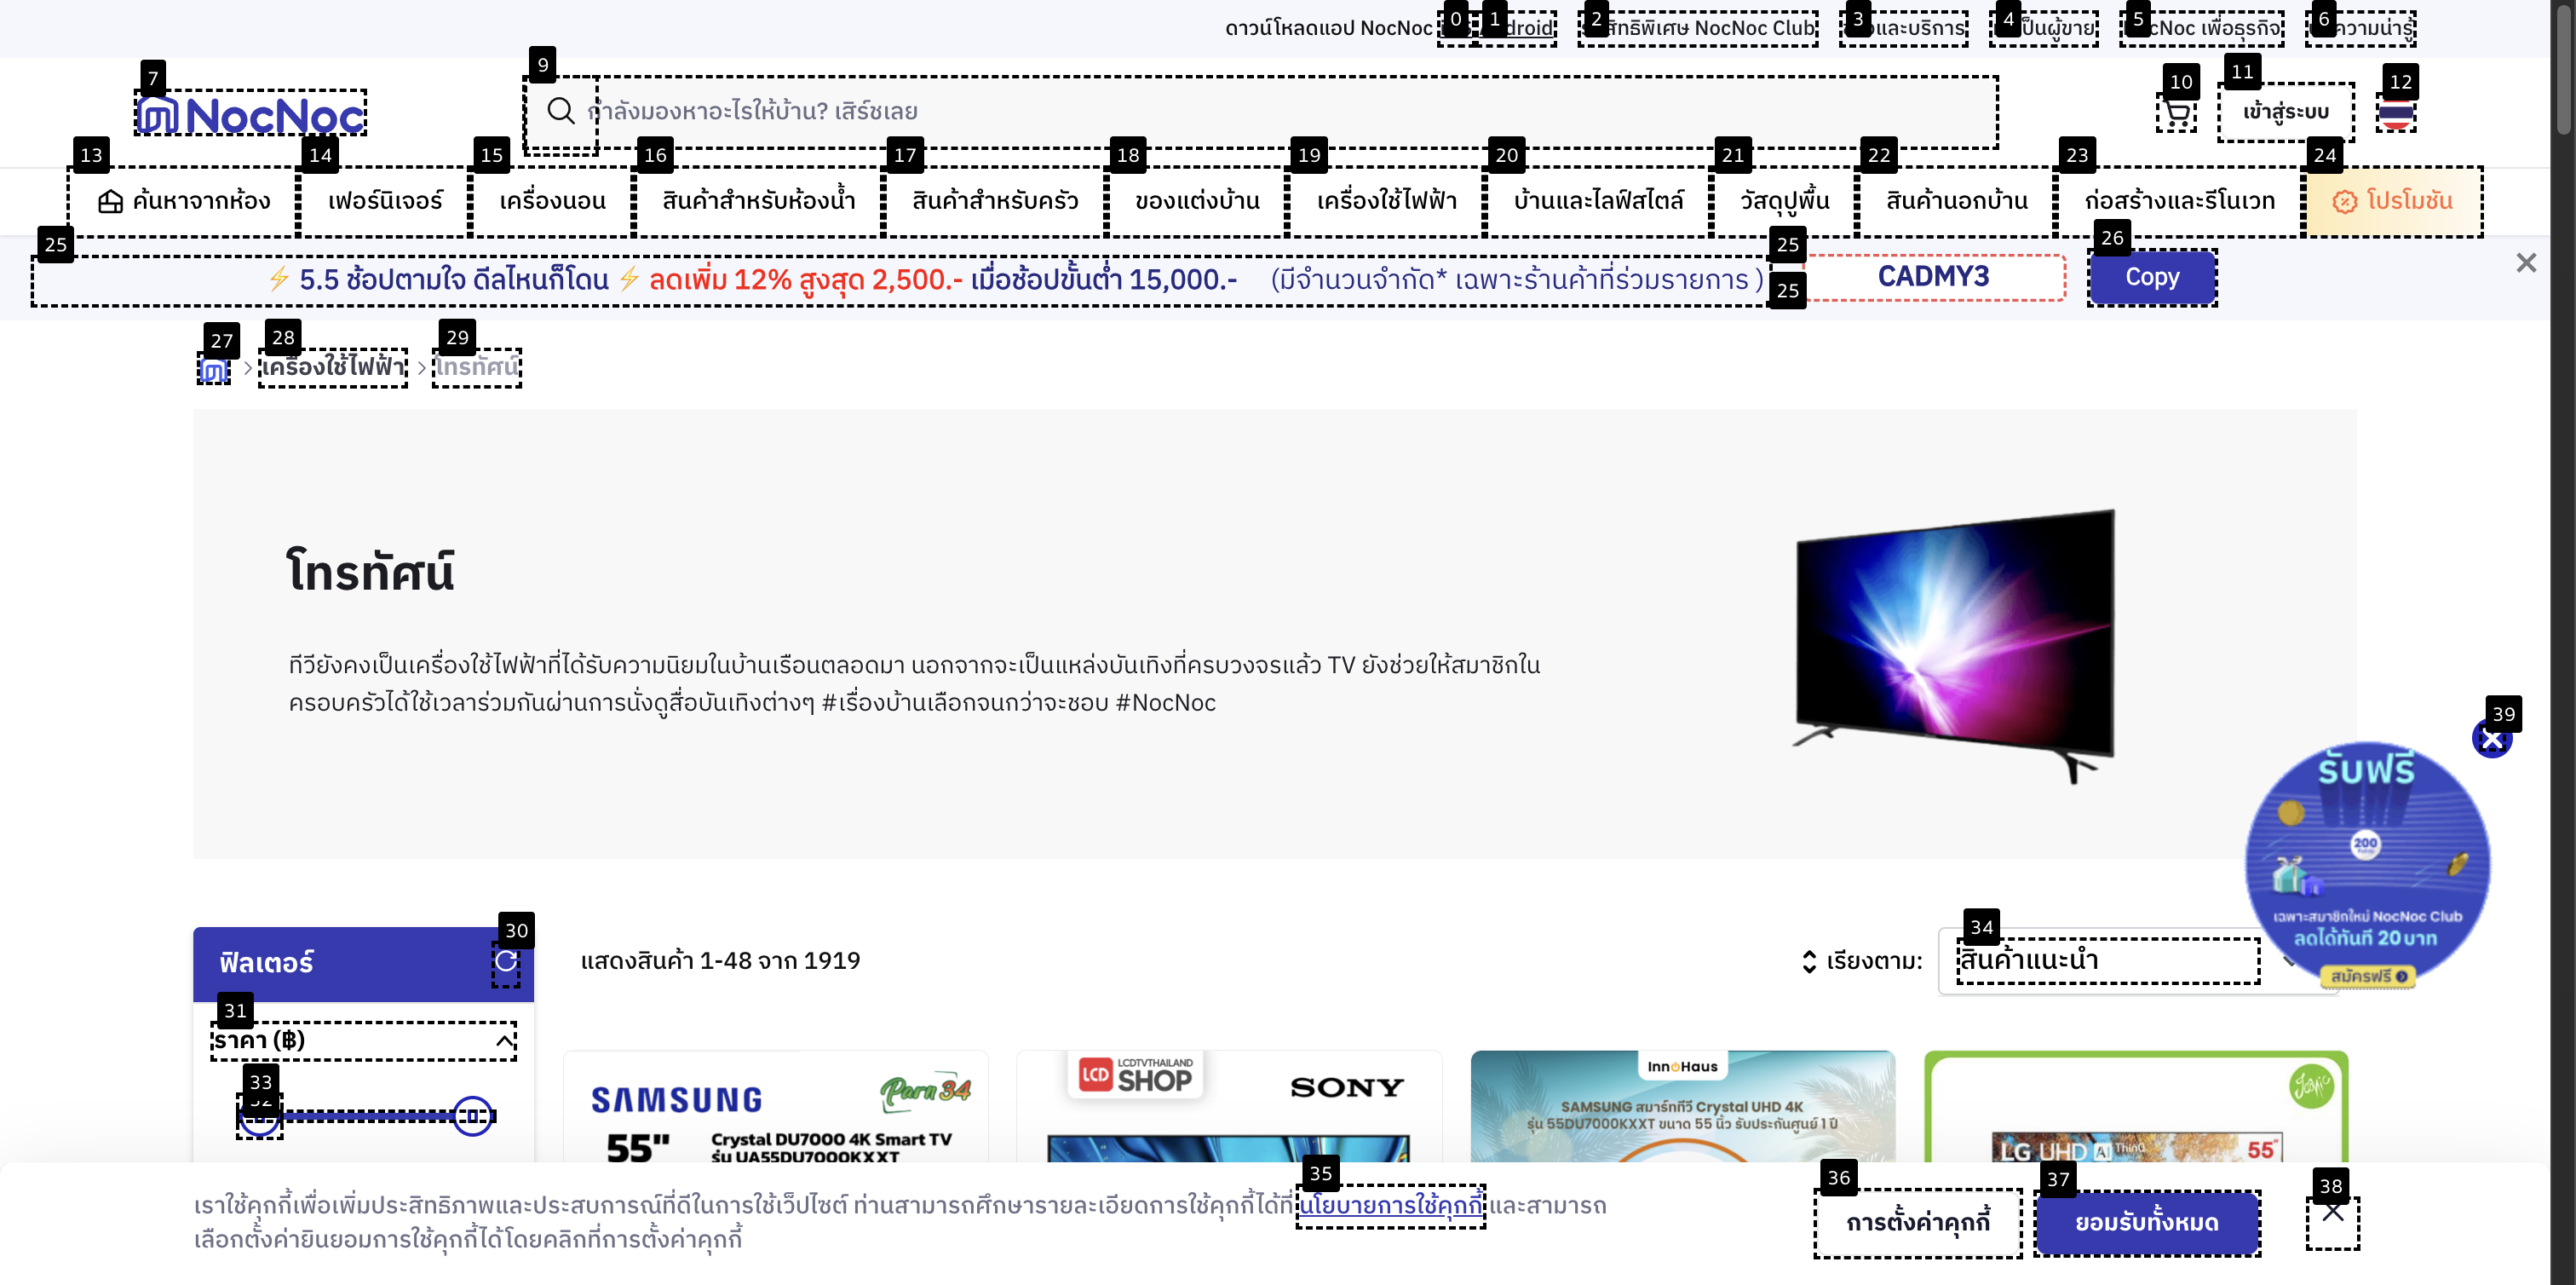 ดาวน์โหลดแอป NocNoc
สิทธิพิเศษ NocNoc Club
และบริการ
เป็นผู้ขาย
เพื่อธุรกิจ
ความน่ารู้
0 1 2 3 4 5 6
7 9 10 11 12
NocNoc
กำลังมองหาอะไรให้บ้าน? เสิร์ชเลย
เข้าสู่ระบบ
13 14 15 16 17 18 19 20 21 22 23 24
ค้นหาจากห้อง เฟอร์นิเจอร์ เครื่องนอน สินค้าสำหรับห้องน้ำ สินค้าสำหรับครัว ของแต่งบ้าน เครื่องใช้ไฟฟ้า บ้านและไลฟ์สไตล์ วัสดุปูพื้น สินค้านอกบ้าน ก่อสร้างและรีโนเวท โปรโมชัน
25 25 25 26
⚡ 5.5 ช้อปตามใจ ดีลไหนก็โดน ⚡ ลดเพิ่ม 12% สูงสุด 2,500.- เมื่อช้อปขั้นต่ำ 15,000.- (มีจำนวนจำกัด* เฉพาะร้านค้าที่ร่วมรายการ ) CADMY3 Copy
27 28 29
เครื่องใช้ไฟฟ้า > โทรทัศน์
โทรทัศน์
ทีวียังคงเป็นเครื่องใช้ไฟฟ้าที่ได้รับความนิยมในบ้านเรือนตลอดมา นอกจากจะเป็นแหล่งบันเทิงที่ครบวงจรแล้ว TV ยังช่วยให้สมาชิกใน
ครอบครัวได้ใช้เวลาร่วมกันผ่านการนั่งดูสื่อบันเทิงต่างๆ #เรื่องบ้านเลือกจนกว่าจะชอบ #NocNoc
39
รับฟรี
200
เฉพาะสมาชิกใหม่ NocNoc Club
ลดได้ทันที 20 บาท
สมัครฟรี
30 34
ฟิลเตอร์
แสดงสินค้า 1-48 จาก 1919
เรียงตาม: สินค้าแนะนำ
31
ราคา (฿)
33
SAMSUNG Parn34
55" Crystal DU7000 4K Smart TV
รุ่น UA55DU7000KXXT
LCD LCDTVTHAILAND SHOP SONY
InnHaus
SAMSUNG สมาร์ททีวี Crystal UHD 4K
รุ่น 55DU7000KXXT ขนาด 55 นิ้ว รับประกันศูนย์ 1 ปี
LG UHD AI ThinQ 55"
35 36 37 38
เราใช้คุกกี้เพื่อเพิ่มประสิทธิภาพและประสบการณ์ที่ดีในการใช้เว็ปไซต์ ท่านสามารถศึกษารายละเอียดการใช้คุกกี้ได้ที่ นโยบายการใช้คุกกี้ และสามารถ
เลือกตั้งค่ายินยอมการใช้คุกกี้ได้โดยคลิกที่การตั้งค่าคุกกี้
การตั้งค่าคุกกี้
ยอมรับทั้งหมด